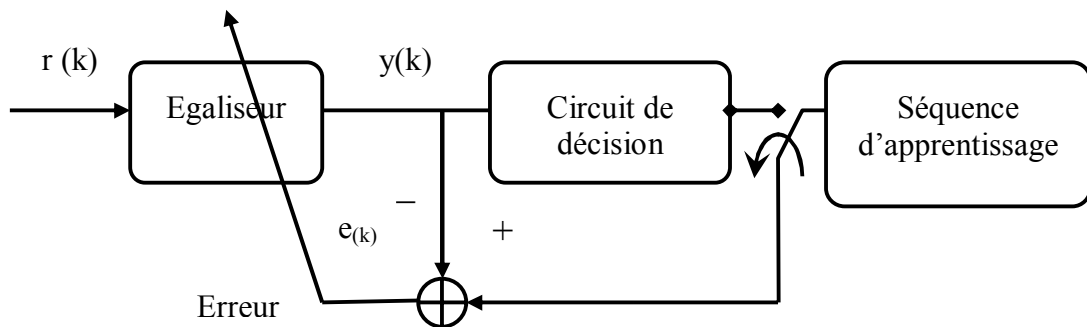 r (k)
Egaliseur
y(k)
Circuit de
décision
Séquence
d'apprentissage
−
e(k)
+
Erreur